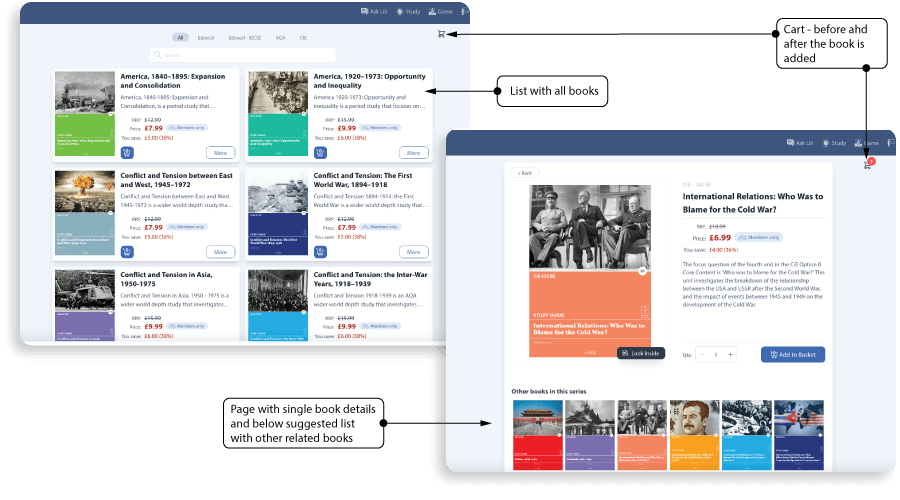 Ask Lili Study Game
All Edexcel Edexcel - IGCSE AQA CIE
Search
America, 1840–1895: Expansion
and Consolidation
America, 1840-1895: Expansion and
Consolidation, is a period study that…
RRP: £12.99
Price: £7.99 Members only
You save: £5.00 (38%)
More
America, 1920–1973: Opportunity
and Inequality
America 1920-1973: Opportunity and
Inequality is a period study that focuses on…
RRP: £15.99
Price: £9.99 Members only
You save: £6.00 (38%)
More
Conflict and Tension between East
and West, 1945–1972
Conflict and Tension between East and West
1945-1972 is a wider world depth study tha…
RRP: £12.99
Price: £7.99 Members only
You save: £5.00 (38%)
More
Conflict and Tension: The First
World War, 1894–1918
Conflict and Tension 1894-1914: the First
World War is a wider world depth study that…
RRP: £12.99
Price: £7.99 Members only
You save: £5.00 (38%)
More
Conflict and Tension in Asia,
1950-1975
Conflict and Tension in Asia, 1950 - 1975 is a
wider world depth study that investigates…
RRP: £15.99
Price: £9.99 Members only
You save: £6.00 (38%)
Conflict and Tension: the Inter-War
Years, 1918–1939
Conflict and Tension 1918-1939 is an AQA
wider world depth study that investigates…
RRP: £15.99
Price: £9.99 Members only
You save: £6.00 (38%)
Cart - before and
after the book is
added
List with all books
Page with single book details
and below suggested list
with other related books
Ask Lili Study Game
1
< Back
CIE - IGCSE
International Relations: Who Was to
Blame for the Cold War?
RRP: £10.99
Price: £6.99 Members only
You save: £4.00 (36%)
The focus question of the fourth unit in the CIE Option B
Core Content is 'Who was to blame for the Cold War?' This
unit investigates the breakdown of the relationship
between the USA and USSR after the Second World War,
and the impact of events between 1945 and 1949 on the
development of the Cold War.
CIE IGCSE
STUDY GUIDE
International Relations: Who Was to
Blame for the Cold War?
Look Inside
Qty: − 1 +
Add to Basket
Other books in this series